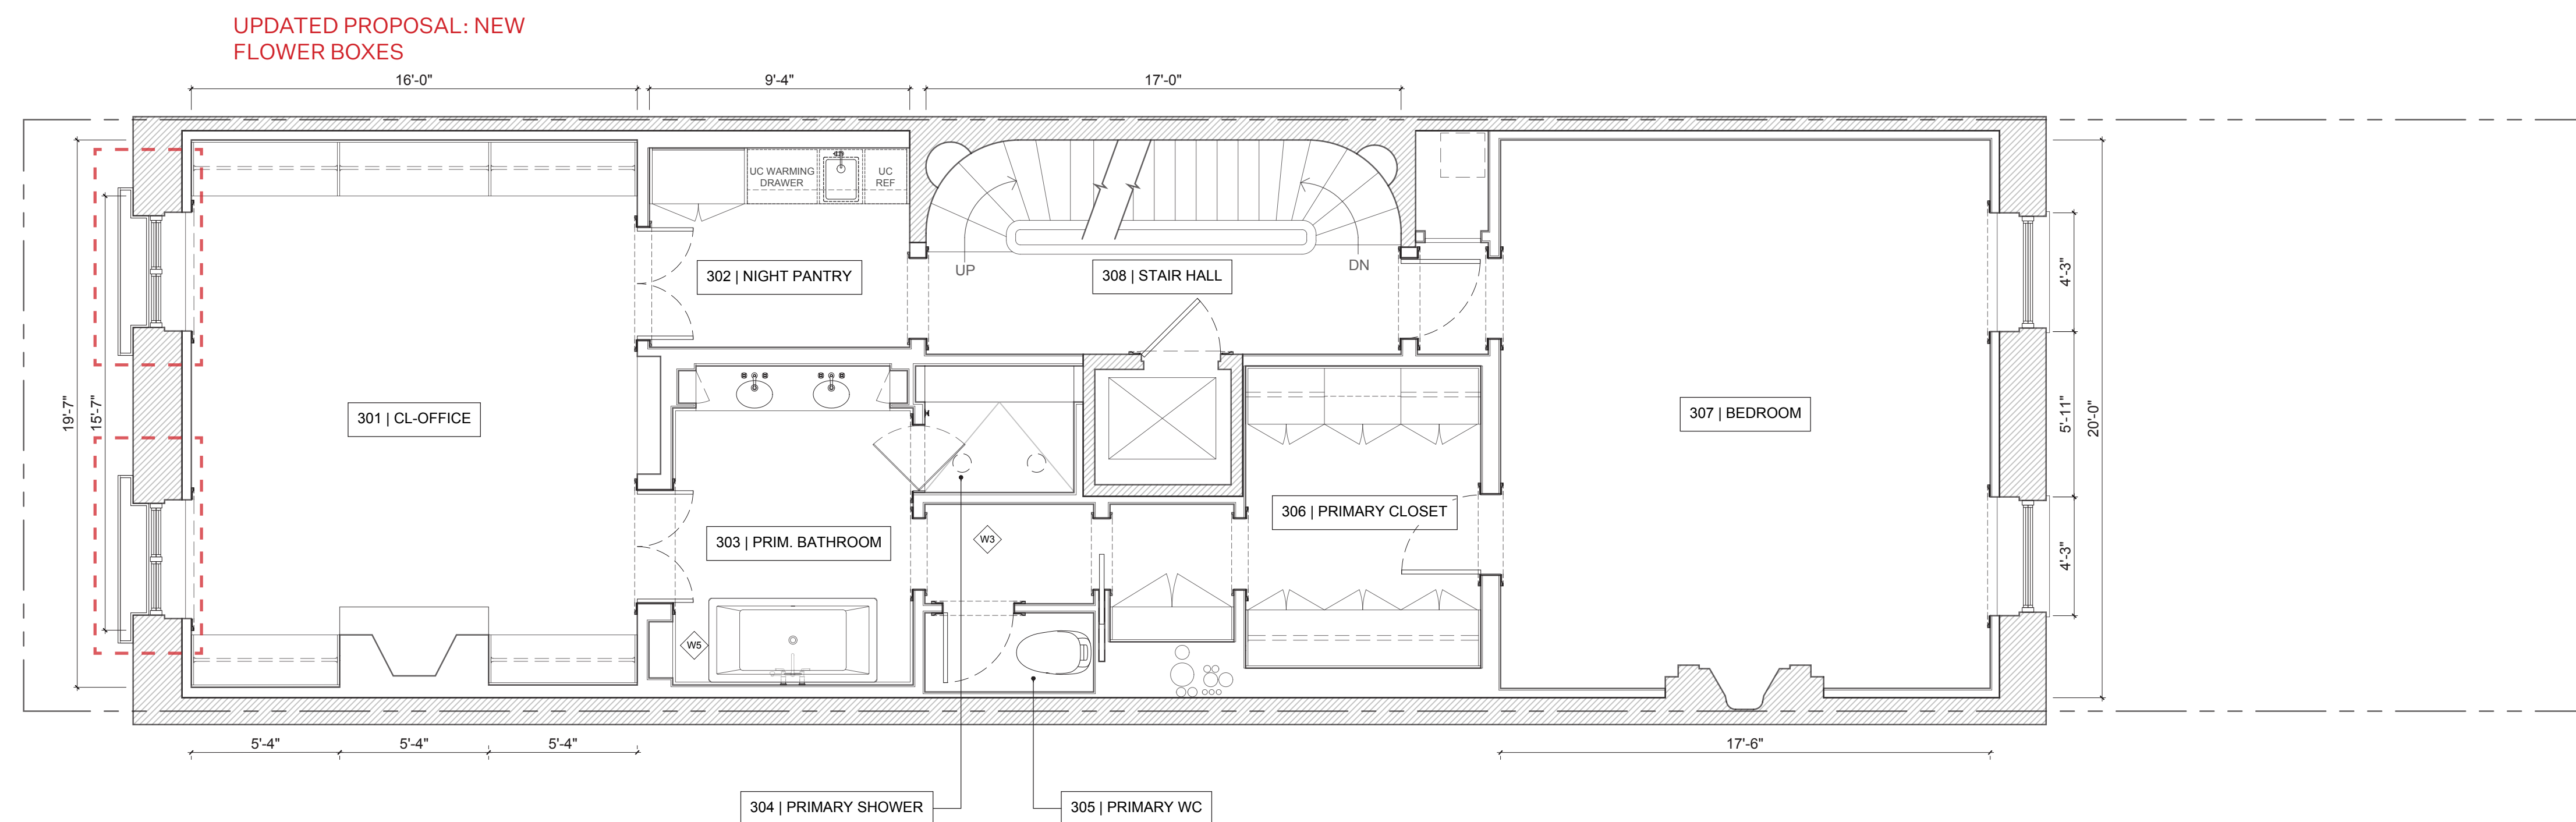 UPDATED PROPOSAL: NEW
FLOWER BOXES
16'-0"
9'-4"
17'-0"
UC WARMING
DRAWER
UC
REF
302 | NIGHT PANTRY
UP
308 | STAIR HALL
DN
4'-3"
19'-7"
15'-7"
301 | CL-OFFICE
307 | BEDROOM
5'-11"
20'-0"
303 | PRIM. BATHROOM
W3
306 | PRIMARY CLOSET
4'-3"
W5
5'-4"
5'-4"
5'-4"
17'-6"
304 | PRIMARY SHOWER
305 | PRIMARY WC